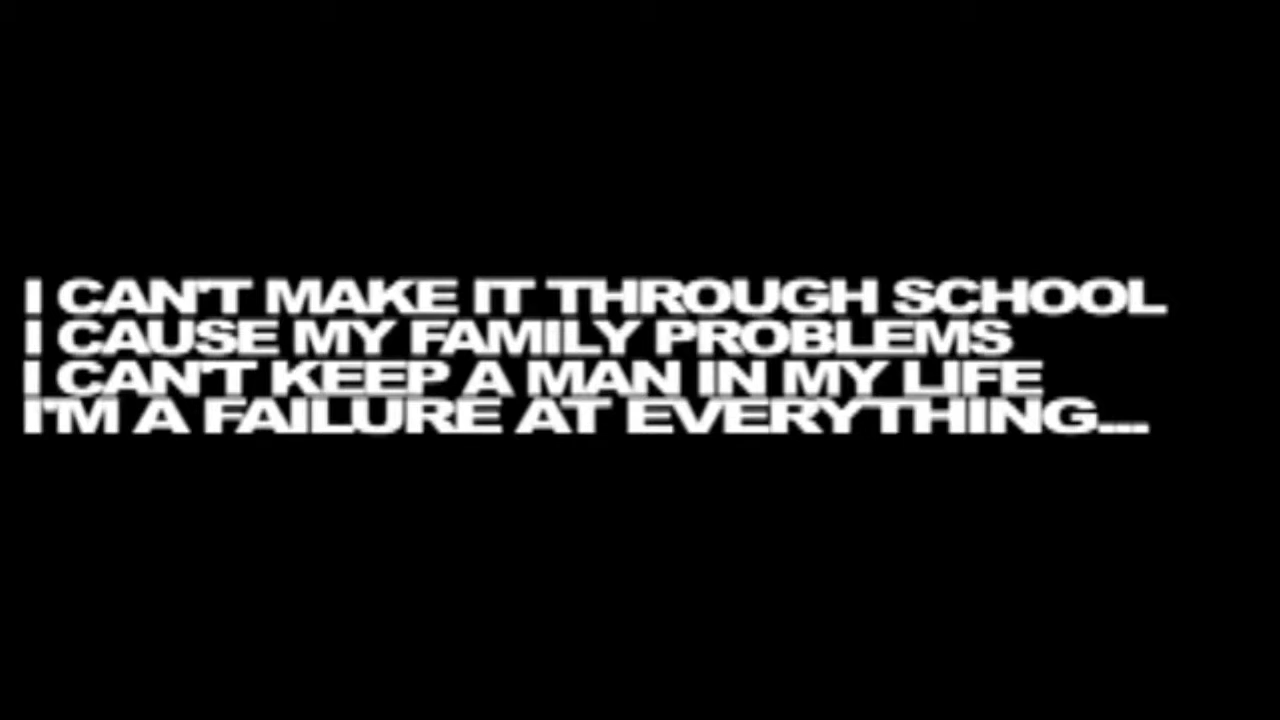 I CAN'T MAKE IT THROUGH SCHOOL
I CAUSE MY FAMILY PROBLEMS
I CAN'T KEEP A MAN IN MY LIFE
I'M A FAILURE AT EVERYTHING...